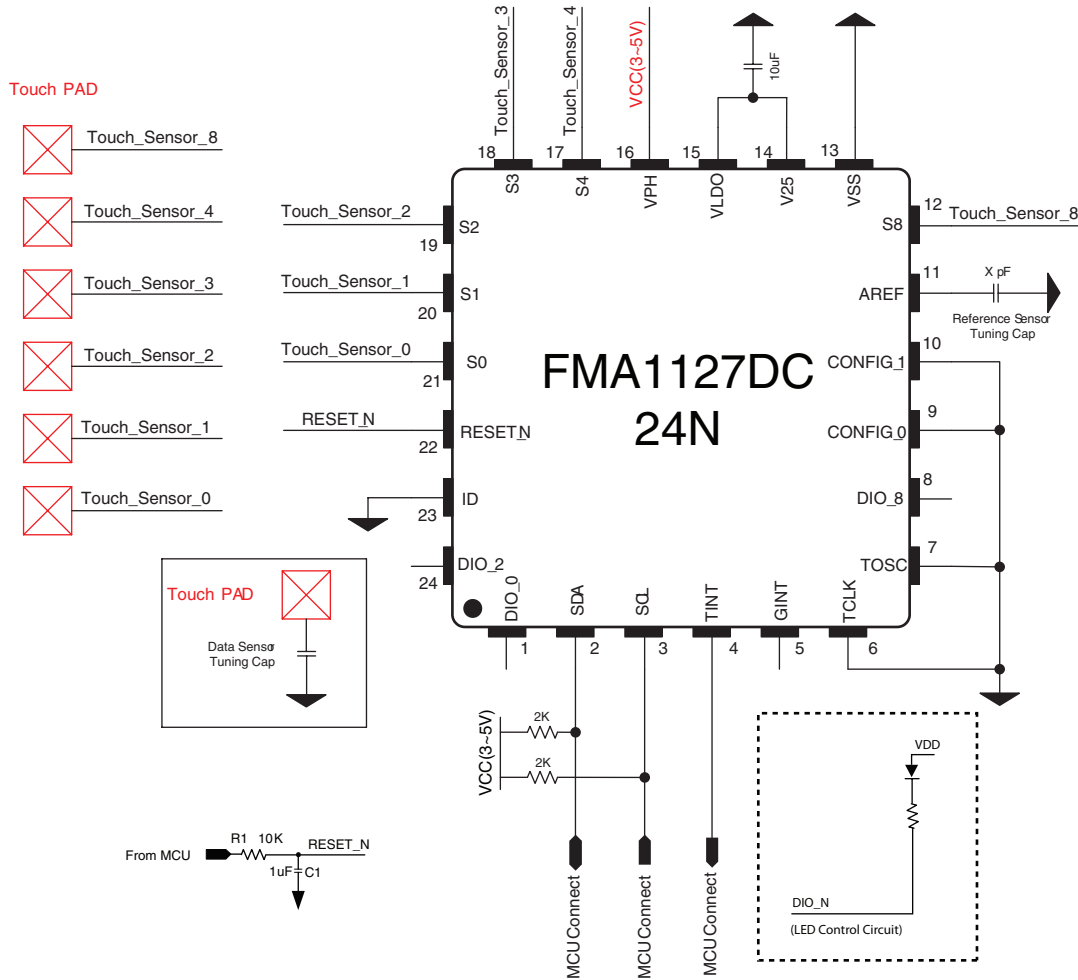 Touch PAD
Touch_Sensor_8
Touch_Sensor_4
Touch_Sensor_3
Touch_Sensor_2
Touch_Sensor_1
Touch_Sensor_0
Touch_Sensor_3
Touch_Sensor_4
VCC(3~5V)
10uF
18
17
16
15
14
13
S3
S4
VPH
VLDO
V25
VSS
Touch_Sensor_2
S2
19
Touch_Sensor_1
S1
20
Touch_Sensor_0
S0
21
RESET_N
RESET_N
22
ID
23
DIO_2
24
FMA1127DC
24N
S8
12
Touch_Sensor_8
AREF
11
X pF
Reference Sensor
Tuning Cap
CONFIG_1
10
CONFIG_0
9
DIO_8
8
TOSC
7
DIO_0
SDA
SCL
TINT
GINT
TCLK
1
2
3
4
5
6
Touch PAD
Data Sensor
Tuning Cap
VCC(3~5V)
2K
2K
MCU Connect
MCU Connect
MCU Connect
From MCU
R1 10K
RESET_N
1uF
C1
VDD
DIO_N
(LED Control Circuit)